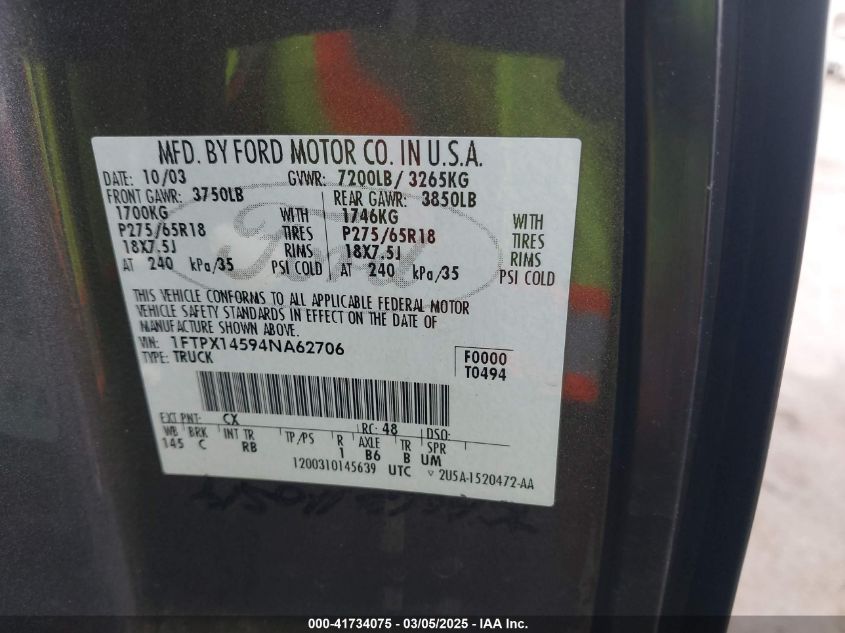 MFD. BY FORD MOTOR CO. IN U.S.A.
DATE: 10/03 GVWR: 7200LB/ 3265KG
FRONT GAWR: 3750LB REAR GAWR: 3850LB
1700KG WITH 1746KG WITH
P275/65R18 TIRES P275/65R18 TIRES
18X7.5J RIMS 18X7.5J RIMS
AT 240 kPa/35 PSI COLD AT 240 kPa/35 PSI COLD
Ford
THIS VEHICLE CONFORMS TO ALL APPLICABLE FEDERAL MOTOR
VEHICLE SAFETY STANDARDS IN EFFECT ON THE DATE OF
MANUFACTURE SHOWN ABOVE.
VIN: 1FTPX14594NA62706 F0000
TYPE: TRUCK T0494
EXT PNT: CX RC: 48 DSO:
WB BRK INT TR TP/PS R AXLE TR SPR
145 C RB 1 B6 B UM
1200310145639 UTC ▽ 2U5A-1520472-AA
000-41734075 — 03/05/2025 — IAA Inc.